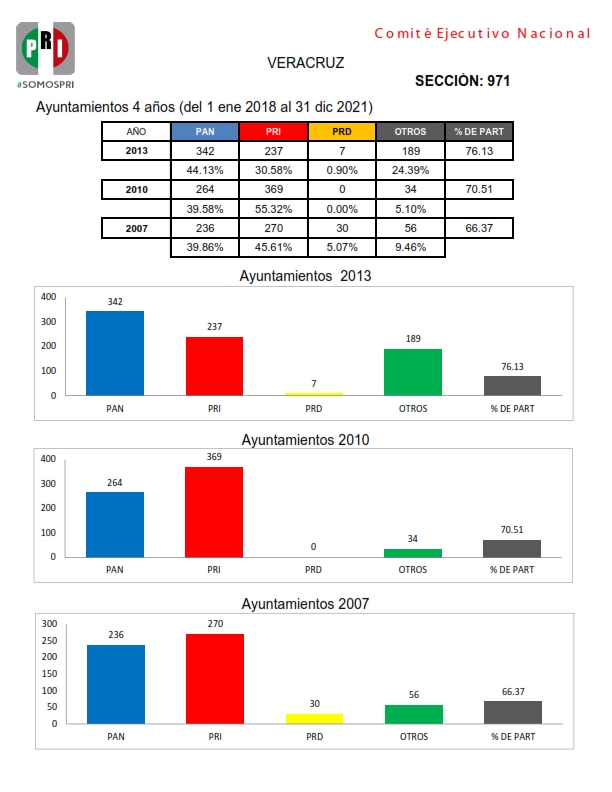 Comité Ejecutivo Nacional
PRI
#SOMOSPRI
VERACRUZ
SECCIÓN: 971
Ayuntamientos 4 años (del 1 ene 2018 al 31 dic 2021)
AÑO PAN PRI PRD OTROS % DE PART
2013 342 237 7 189 76.13
44.13% 30.58% 0.90% 24.39%
2010 264 369 0 34 70.51
39.58% 55.32% 0.00% 5.10%
2007 236 270 30 56 66.37
39.86% 45.61% 5.07% 9.46%
Ayuntamientos 2013
400
300
200
100
0
342
237
7
189
76.13
PAN PRI PRD OTROS % DE PART
Ayuntamientos 2010
400
300
200
100
0
264
369
0
34
70.51
PAN PRI PRD OTROS % DE PART
Ayuntamientos 2007
300
250
200
150
100
50
0
236
270
30
56
66.37
PAN PRI PRD OTROS % DE PART